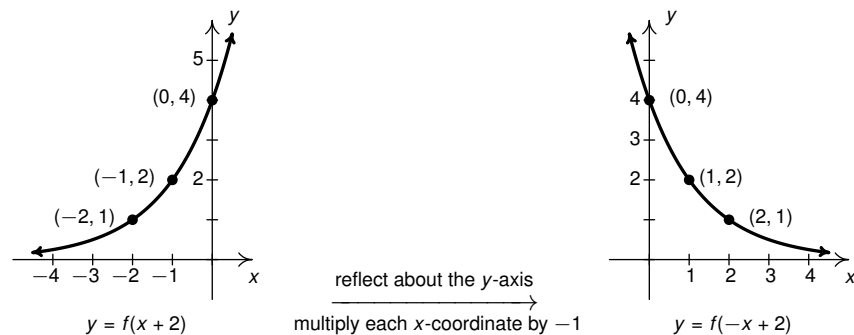 y
5
(0, 4)
(−1, 2)
2
(−2, 1)
−4 −3 −2 −1
x
y = f(x + 2)
reflect about the y-axis
multiply each x-coordinate by −1
y
4
(0, 4)
3
2
(1, 2)
(2, 1)
1 2 3 4
x
y = f(−x + 2)